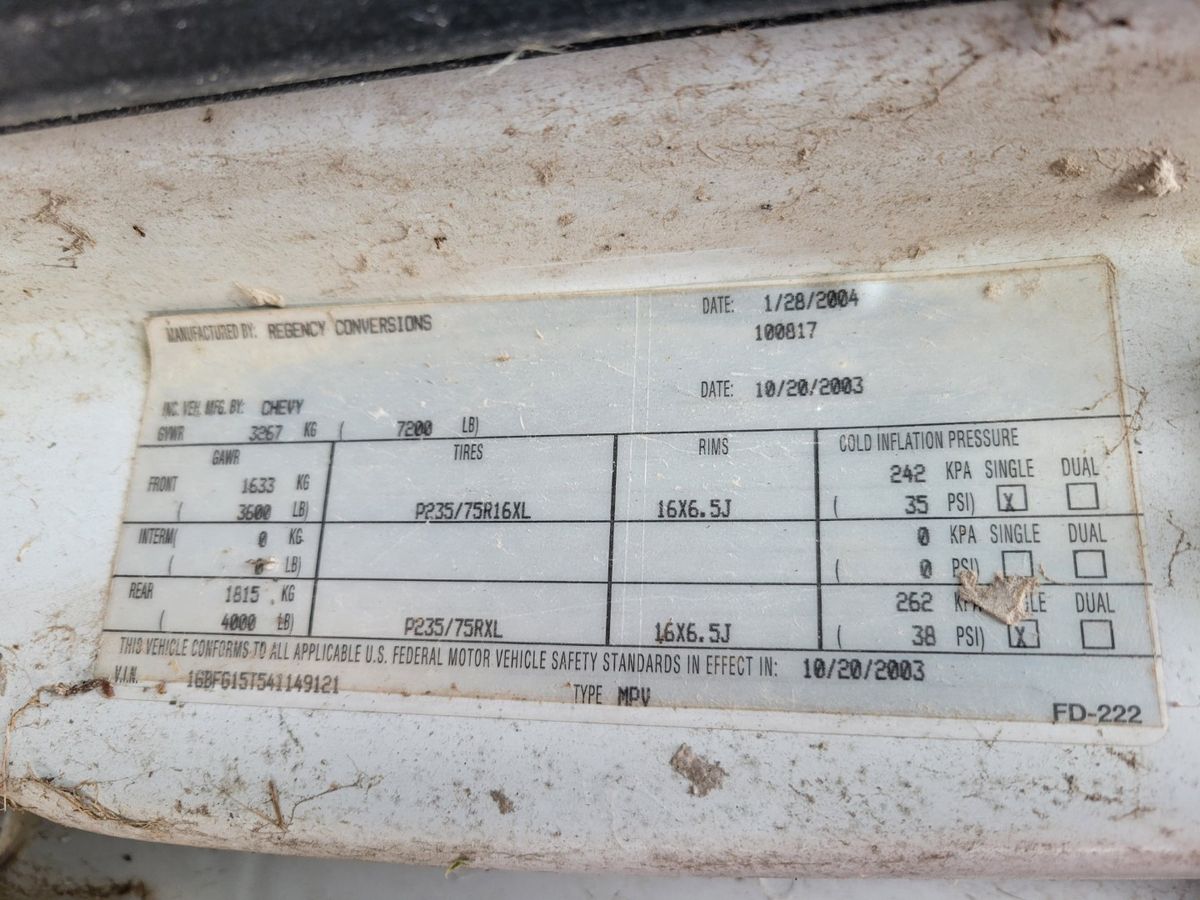 MANUFACTURED BY: REGENCY CONVERSIONS DATE: 1/28/2004
100817
INC. VEH. MFG. BY: CHEVY DATE: 10/20/2003
GVWR 3267 KG ( 7200 LB)
GAWR TIRES RIMS COLD INFLATION PRESSURE
FRONT 1633 KG 242 KPA SINGLE DUAL
( 3600 LB) P235/75R16XL 16X6.5J ( 35 PSI) X
INTERM( 0 KG 0 KPA SINGLE DUAL
( 0 LB) ( 0 PSI)
REAR 1815 KG 262 KPA SINGLE DUAL
( 4000 LB) P235/75RXL 16X6.5J ( 38 PSI) X
THIS VEHICLE CONFORMS TO ALL APPLICABLE U.S. FEDERAL MOTOR VEHICLE SAFETY STANDARDS IN EFFECT IN: 10/20/2003
V.I.N. 1GBFG15T541149121 TYPE MPV
FD-222